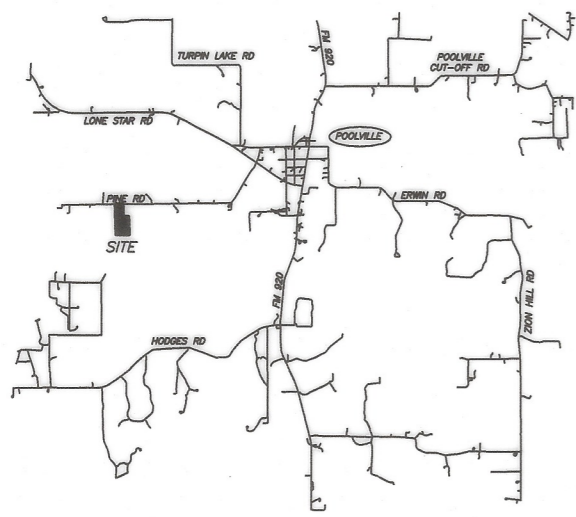 FM 920
TURPIN LAKE RD
POOLVILLE
CUT-OFF RD
LONE STAR RD
POOLVILLE
PINE RD
ERWIN RD
SITE
FM 920
ZION HILL RD
HODGES RD